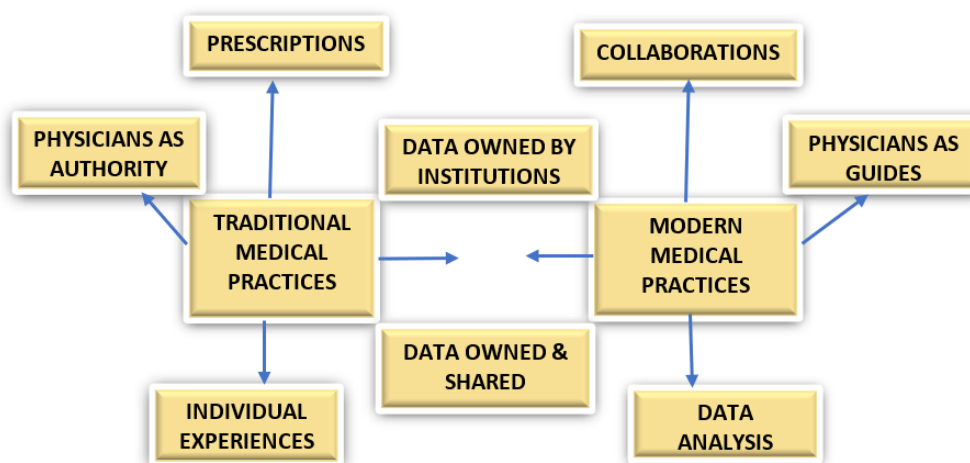 PRESCRIPTIONS
COLLABORATIONS
PHYSICIANS AS
AUTHORITY
DATA OWNED BY
INSTITUTIONS
PHYSICIANS AS
GUIDES
TRADITIONAL
MEDICAL
PRACTICES
MODERN
MEDICAL
PRACTICES
DATA OWNED &
SHARED
INDIVIDUAL
EXPERIENCES
DATA
ANALYSIS